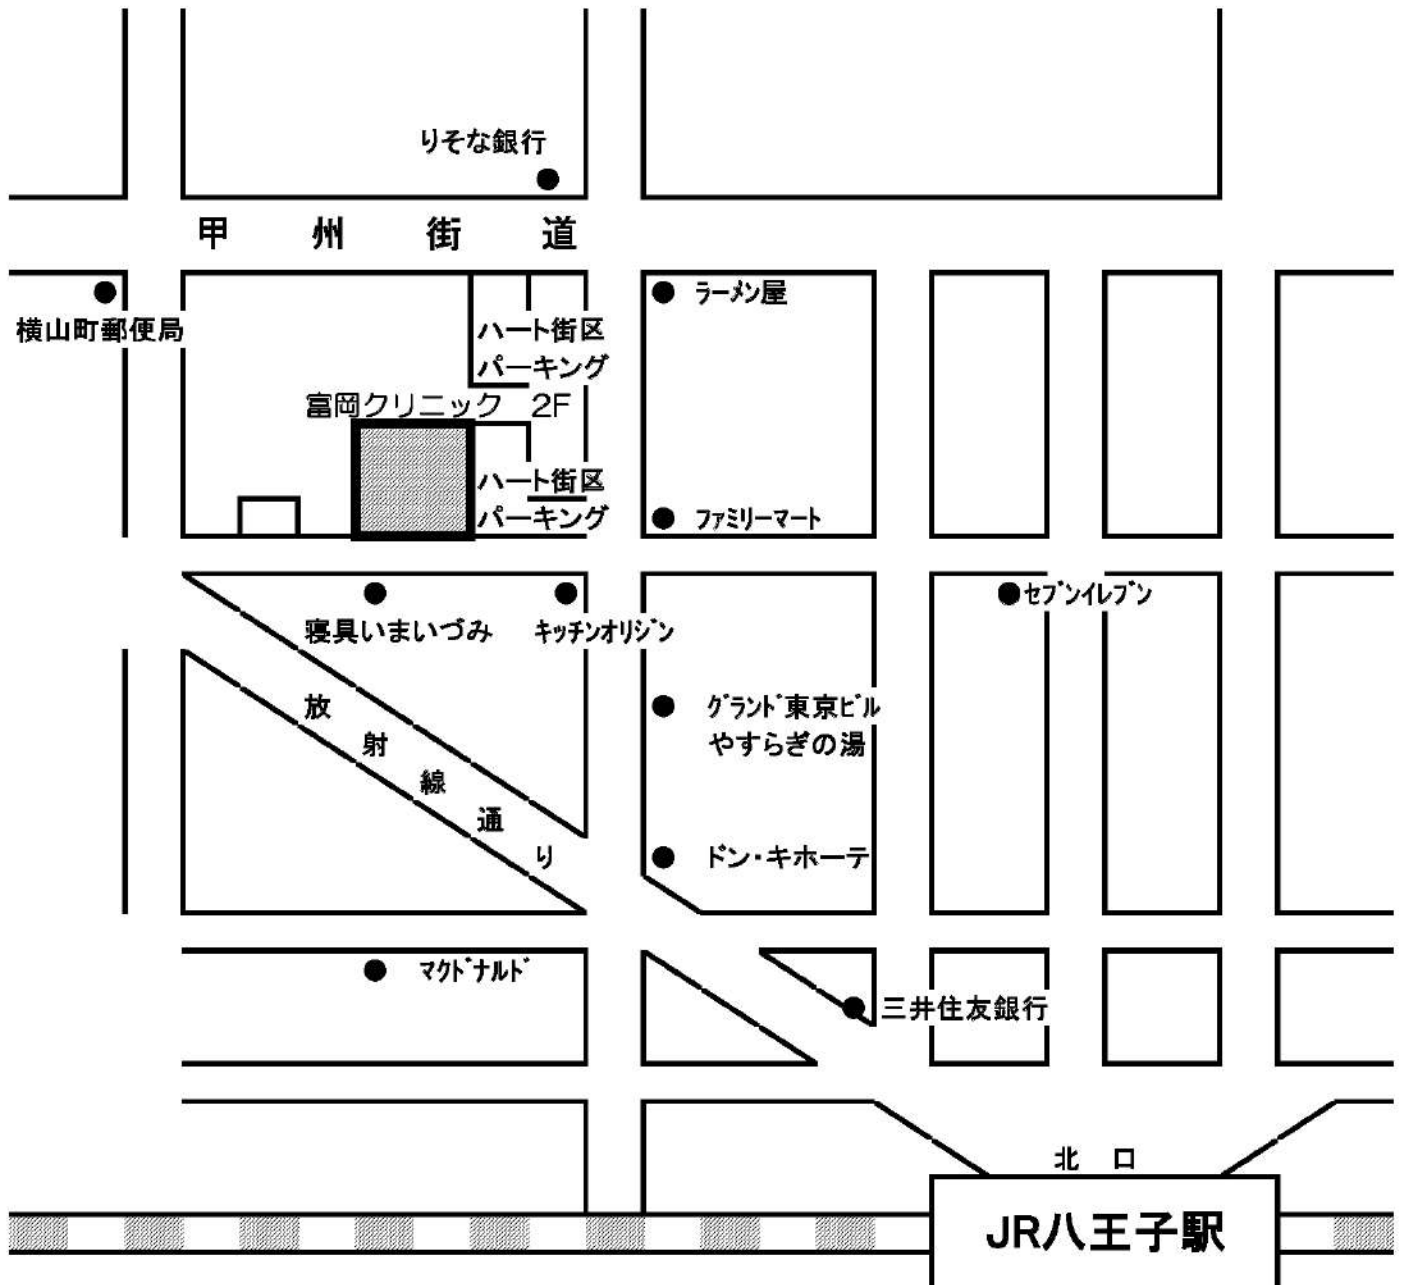 りそな銀行
甲州街道
横山町郵便局
ハート街区
パーキング
ラーメン屋
富岡クリニック　2F
ハート街区
パーキング
ファミリーマート
寝具いまいづみ
キッチンオリジン
セブンイレブン
放射線通り
グランド東京ビル
やすらぎの湯
ドン・キホーテ
マクドナルド
三井住友銀行
北口
JR八王子駅